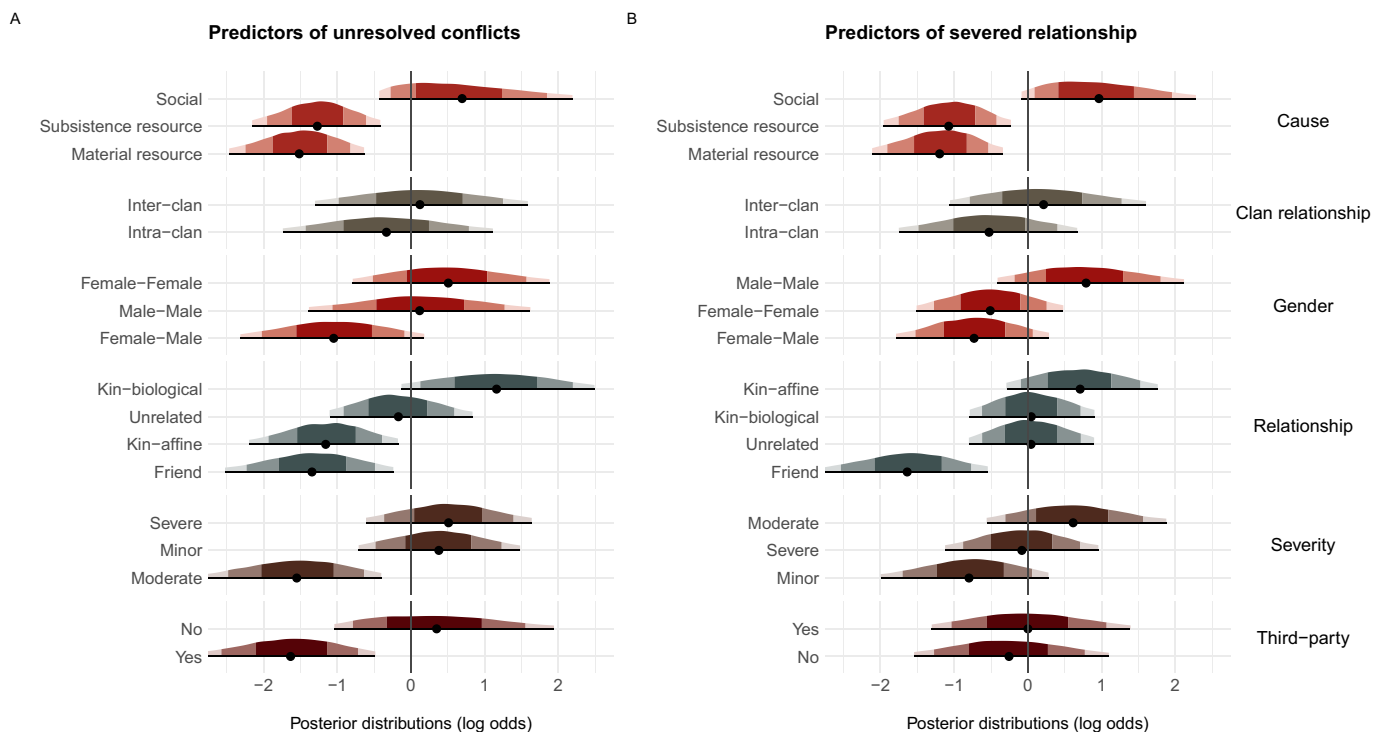 A
Predictors of unresolved conflicts
Social
Subsistence resource
Material resource
Inter−clan
Intra−clan
Female−Female
Male−Male
Female−Male
Kin−biological
Unrelated
Kin−affine
Friend
Severe
Minor
Moderate
No
Yes
−2 −1 0 1 2
Posterior distributions (log odds)
B
Predictors of severed relationship
Social
Subsistence resource
Material resource
Cause
Inter−clan
Intra−clan
Clan relationship
Male−Male
Female−Female
Female−Male
Gender
Kin−affine
Kin−biological
Unrelated
Friend
Relationship
Moderate
Severe
Minor
Severity
Yes
No
Third−party
−2 −1 0 1 2
Posterior distributions (log odds)